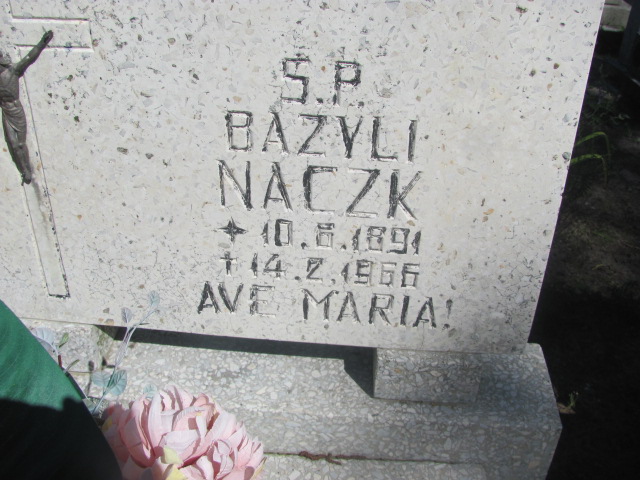 S.P.
BAZYLI
NACZK
10.6.1891
14.2.1966
AVE MARIA!